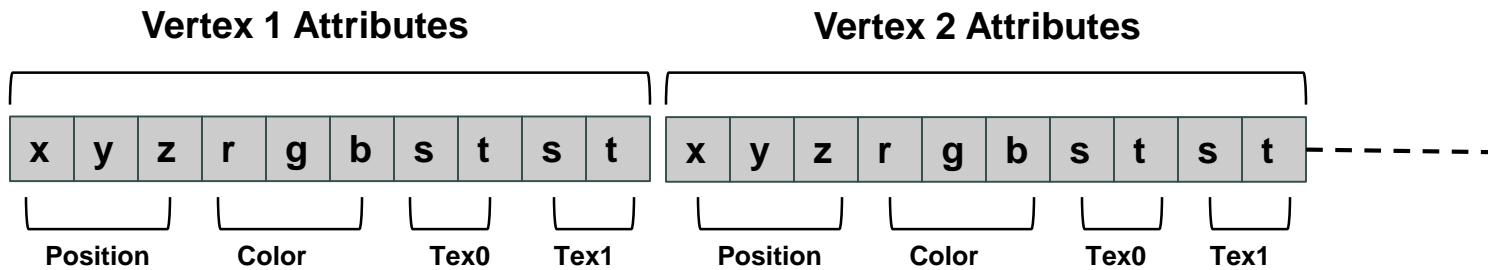 Vertex 1 Attributes Vertex 2 Attributes
x y z r g b s t s t x y z r g b s t s t
Position Color Tex0 Tex1 Position Color Tex0 Tex1